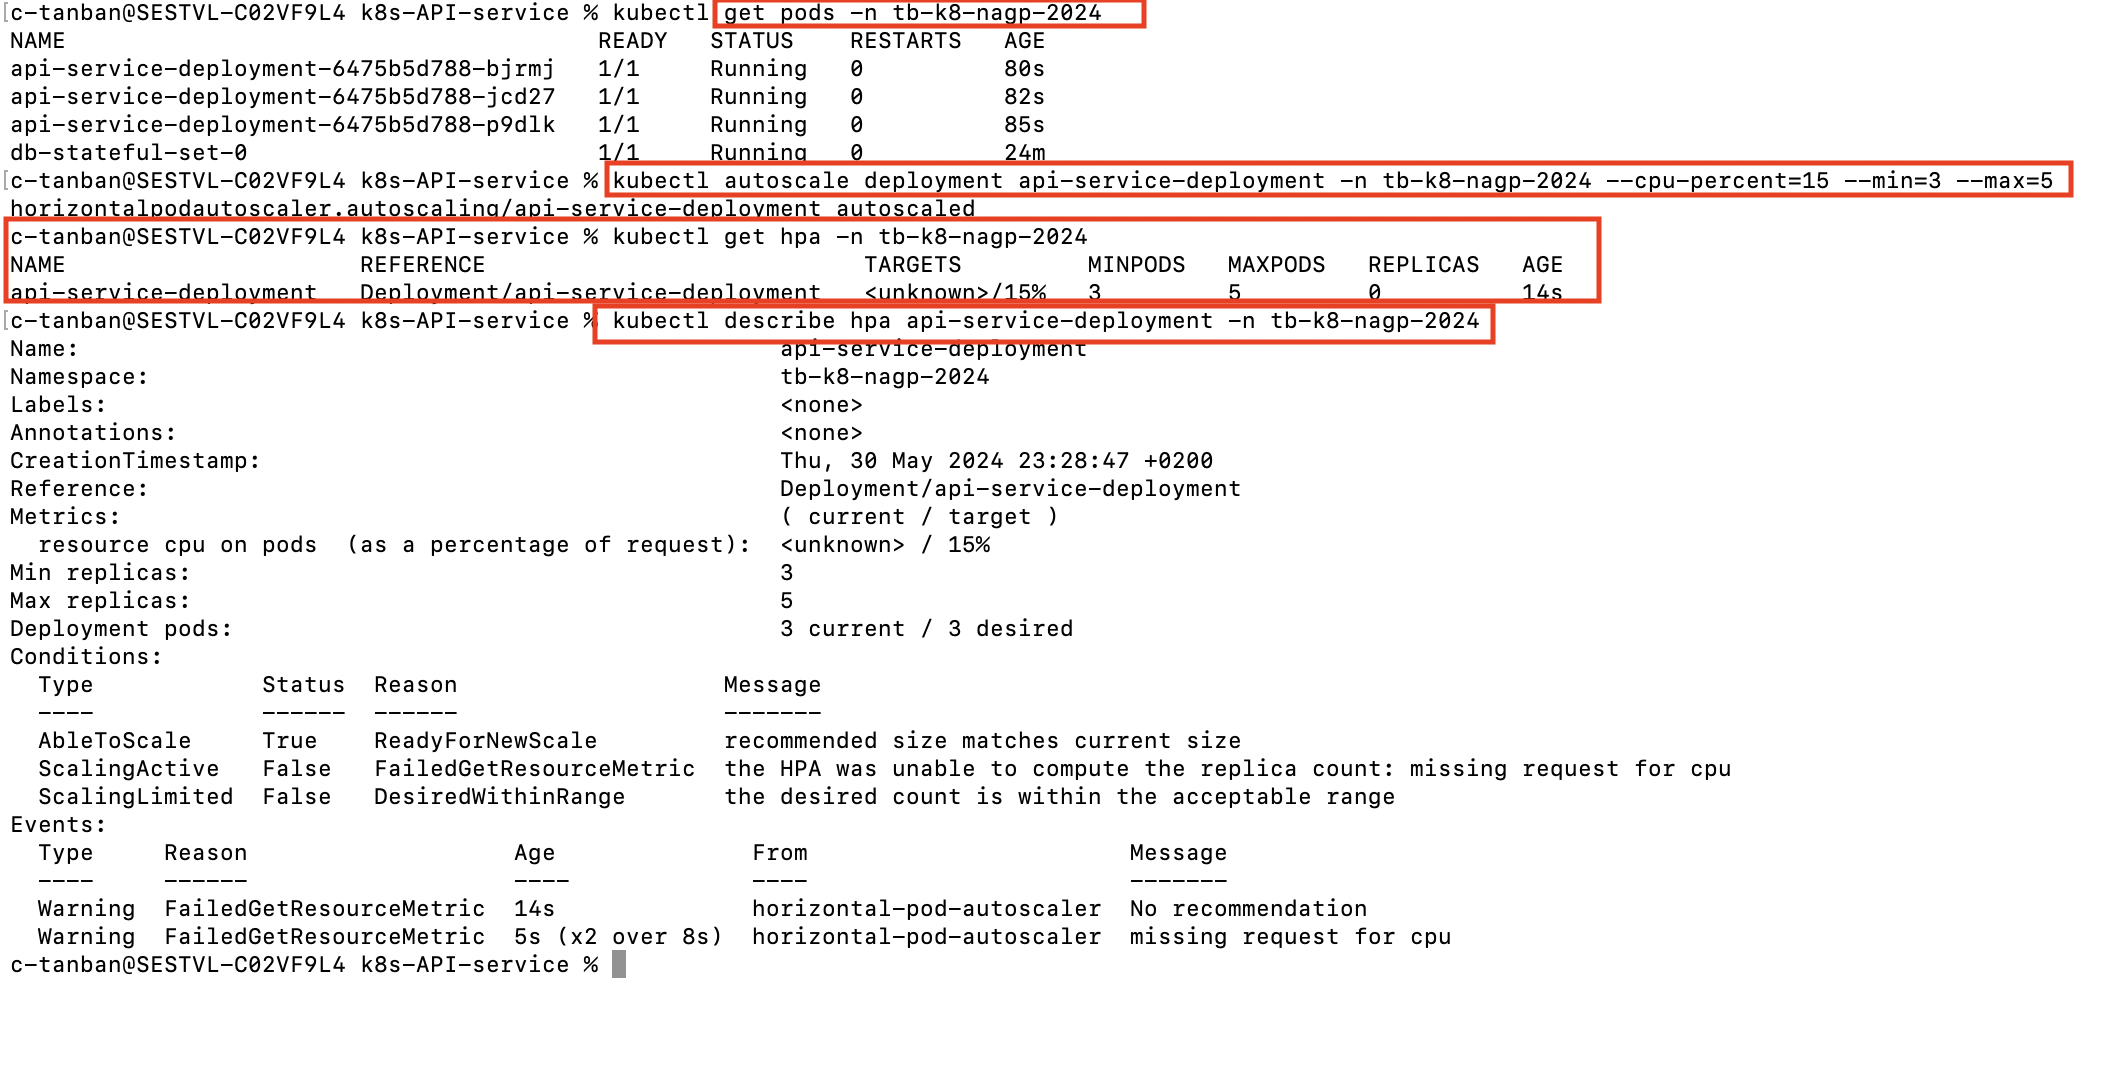 [c-tanban@SESTVL-C02VF9L4 k8s-API-service % kubectl get pods -n tb-k8-nagp-2024
NAME READY STATUS RESTARTS AGE
api-service-deployment-6475b5d788-bjrmj 1/1 Running 0 80s
api-service-deployment-6475b5d788-jcd27 1/1 Running 0 82s
api-service-deployment-6475b5d788-p9dlk 1/1 Running 0 85s
db-stateful-set-0 1/1 Running 0 24m
[c-tanban@SESTVL-C02VF9L4 k8s-API-service % kubectl autoscale deployment api-service-deployment -n tb-k8-nagp-2024 --cpu-percent=15 --min=3 --max=5
horizontalpodautoscaler.autoscaling/api-service-deployment autoscaled
c-tanban@SESTVL-C02VF9L4 k8s-API-service % kubectl get hpa -n tb-k8-nagp-2024
NAME REFERENCE TARGETS MINPODS MAXPODS REPLICAS AGE
api-service-deployment Deployment/api-service-deployment <unknown>/15% 3 5 0 14s
[c-tanban@SESTVL-C02VF9L4 k8s-API-service % kubectl describe hpa api-service-deployment -n tb-k8-nagp-2024
Name: api-service-deployment
Namespace: tb-k8-nagp-2024
Labels: <none>
Annotations: <none>
CreationTimestamp: Thu, 30 May 2024 23:28:47 +0200
Reference: Deployment/api-service-deployment
Metrics: ( current / target )
resource cpu on pods (as a percentage of request): <unknown> / 15%
Min replicas: 3
Max replicas: 5
Deployment pods: 3 current / 3 desired
Conditions:
Type Status Reason Message
---- ------ ------ -------
AbleToScale True ReadyForNewScale recommended size matches current size
ScalingActive False FailedGetResourceMetric the HPA was unable to compute the replica count: missing request for cpu
ScalingLimited False DesiredWithinRange the desired count is within the acceptable range
Events:
Type Reason Age From Message
---- ------ ---- ---- -------
Warning FailedGetResourceMetric 14s horizontal-pod-autoscaler No recommendation
Warning FailedGetResourceMetric 5s (x2 over 8s) horizontal-pod-autoscaler missing request for cpu
c-tanban@SESTVL-C02VF9L4 k8s-API-service %